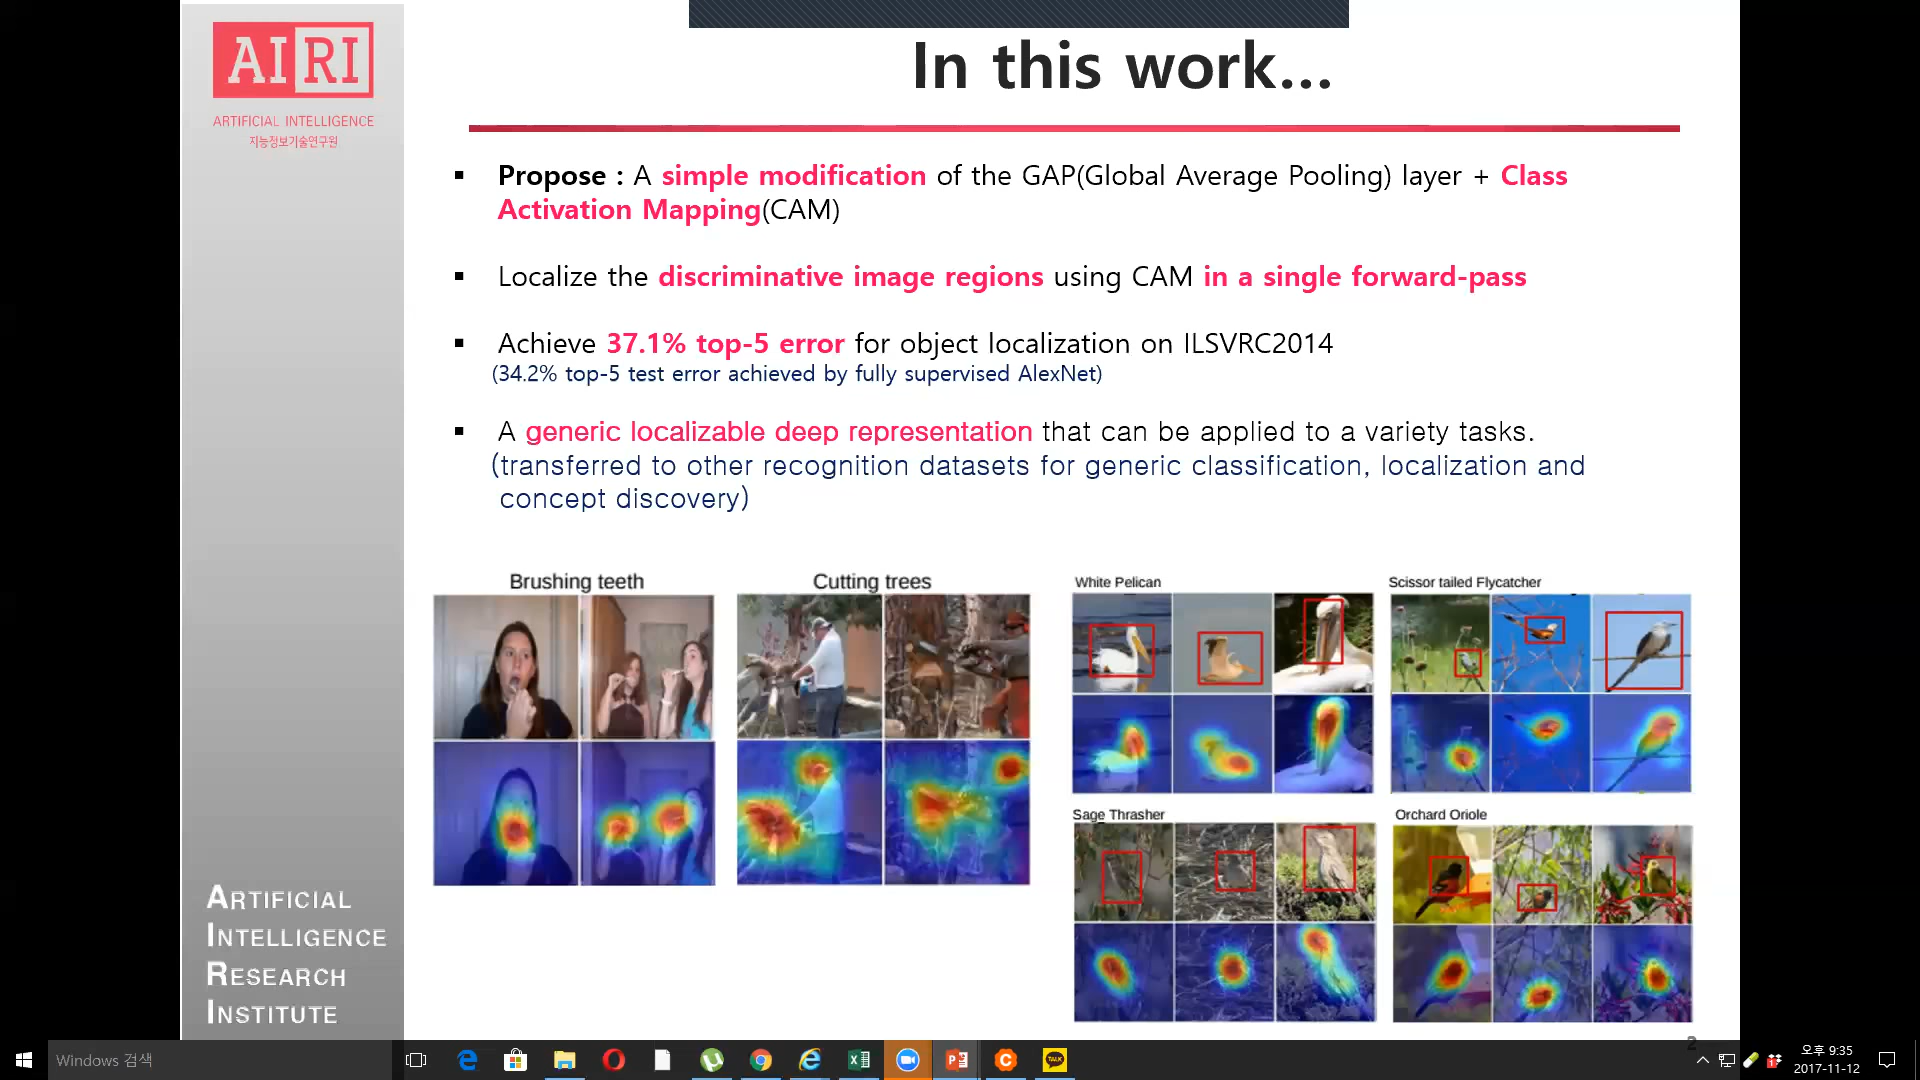 AIRI
ARTIFICIAL INTELLIGENCE
지능정보기술연구원
In this work...
▪ Propose : A simple modification of the GAP(Global Average Pooling) layer + Class
Activation Mapping(CAM)
▪ Localize the discriminative image regions using CAM in a single forward-pass
▪ Achieve 37.1% top-5 error for object localization on ILSVRC2014
(34.2% top-5 test error achieved by fully supervised AlexNet)
▪ A generic localizable deep representation that can be applied to a variety tasks.
(transferred to other recognition datasets for generic classification, localization and
concept discovery)
Brushing teeth
Cutting trees
White Pelican
Scissor tailed Flycatcher
Sage Thrasher
Orchard Oriole
ARTIFICIAL
INTELLIGENCE
RESEARCH
INSTITUTE
2
Windows 검색
TALK
오후 9:35
2017-11-12